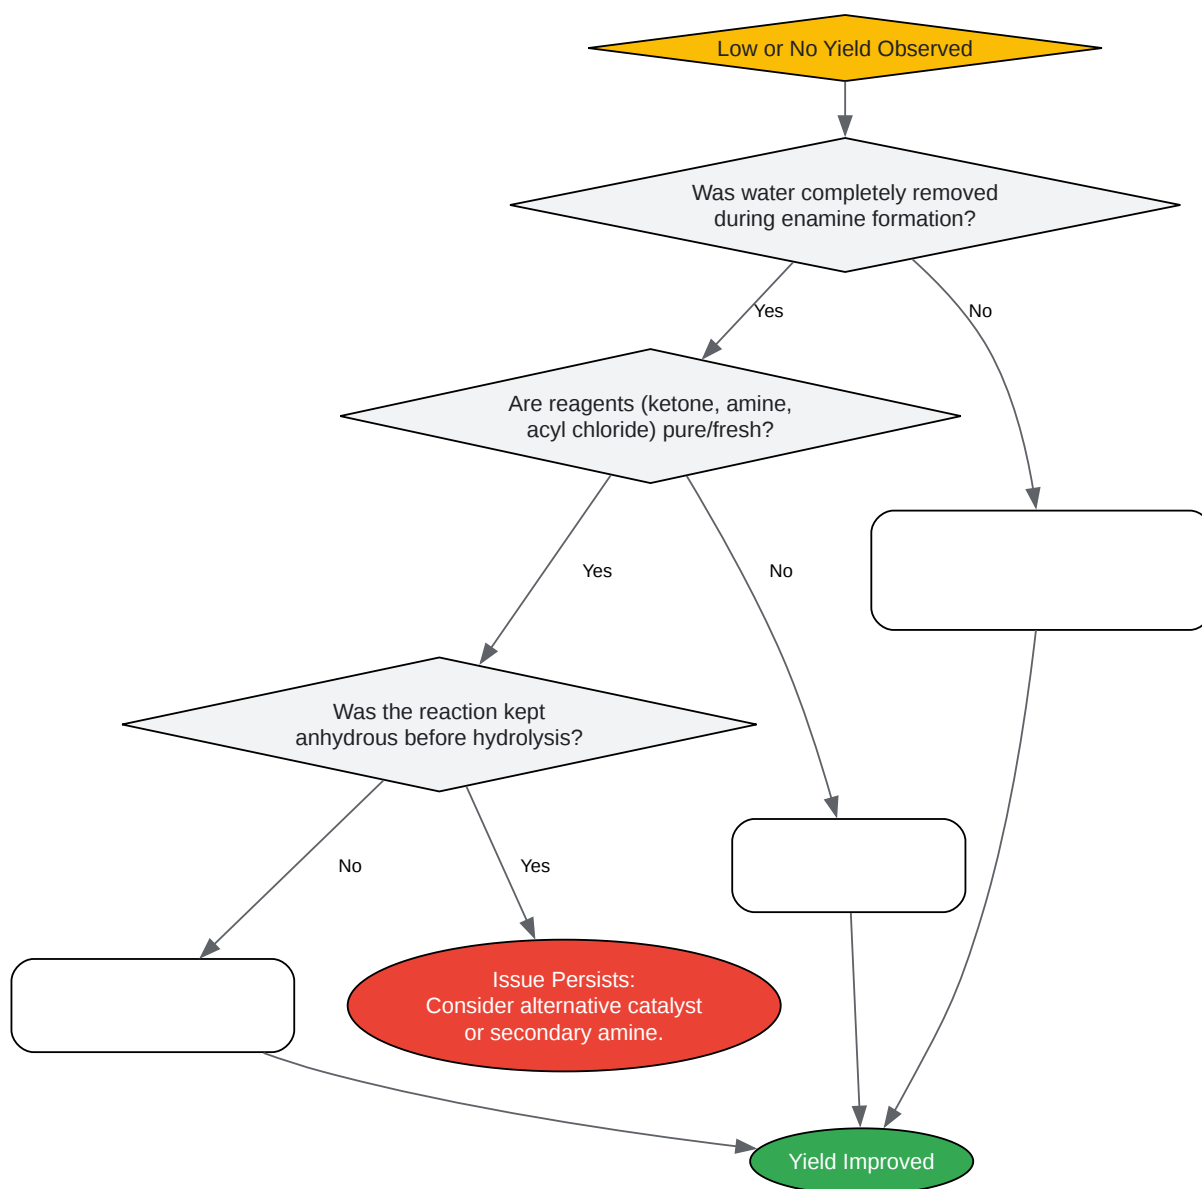 Low or No Yield Observed
Was water completely removed
during enamine formation?
Yes
No
Are reagents (ketone, amine,
acyl chloride) pure/fresh?
Yes
No
Was the reaction kept
anhydrous before hydrolysis?
No
Yes
Issue Persists:
Consider alternative catalyst
or secondary amine.
Yield Improved